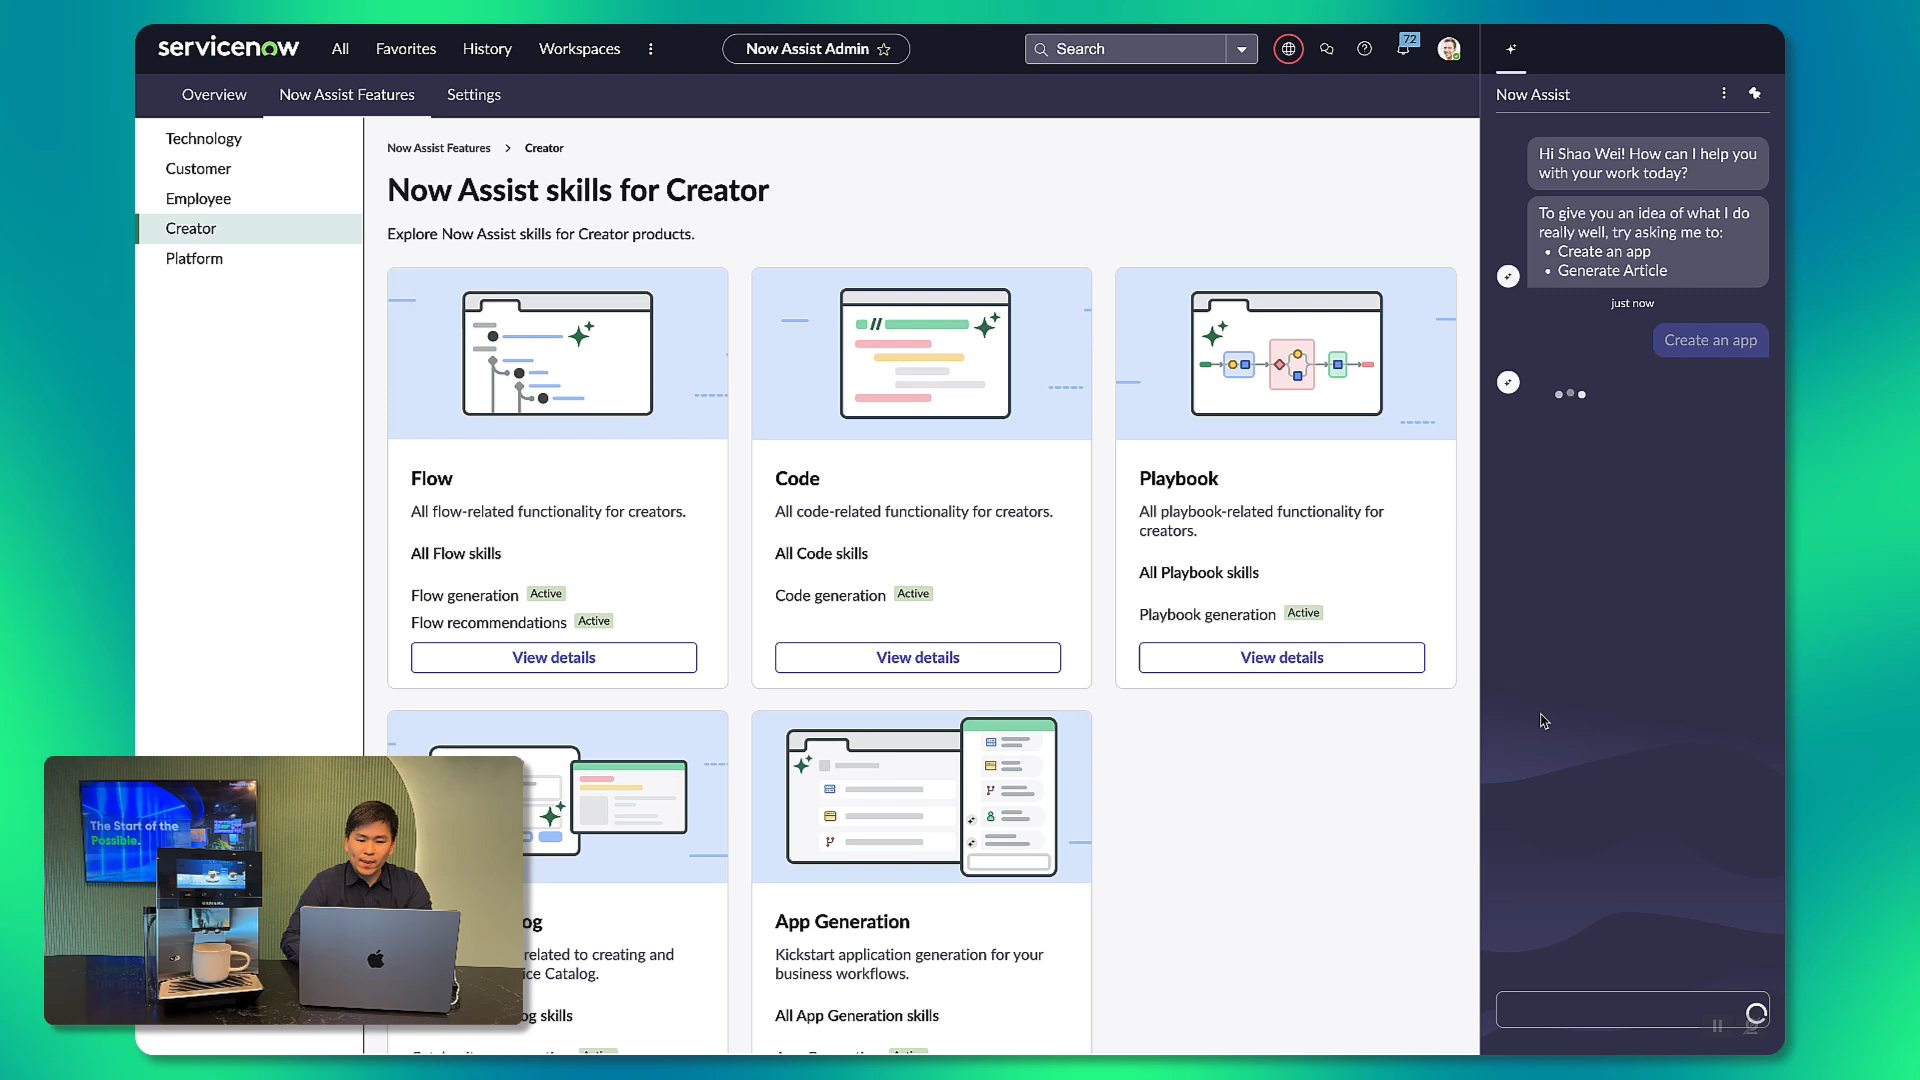 servicenow
All
Favorites
History
Workspaces
Now Assist Admin
Search
72
Overview
Now Assist Features
Settings
Now Assist
Technology
Customer
Employee
Creator
Platform
Now Assist Features > Creator
Now Assist skills for Creator
Explore Now Assist skills for Creator products.
Flow
All flow-related functionality for creators.
All Flow skills
Flow generation Active
Flow recommendations Active
View details
Code
All code-related functionality for creators.
All Code skills
Code generation Active
View details
Playbook
All playbook-related functionality for
creators.
All Playbook skills
Playbook generation Active
View details
og
related to creating and
ice Catalog.
og skills
Active
App Generation
Kickstart application generation for your
business workflows.
All App Generation skills
Active
Hi Shao Wei! How can I help you
with your work today?
To give you an idea of what I do
really well, try asking me to:
• Create an app
• Generate Article
just now
Create an app
The Start of the
Possible.